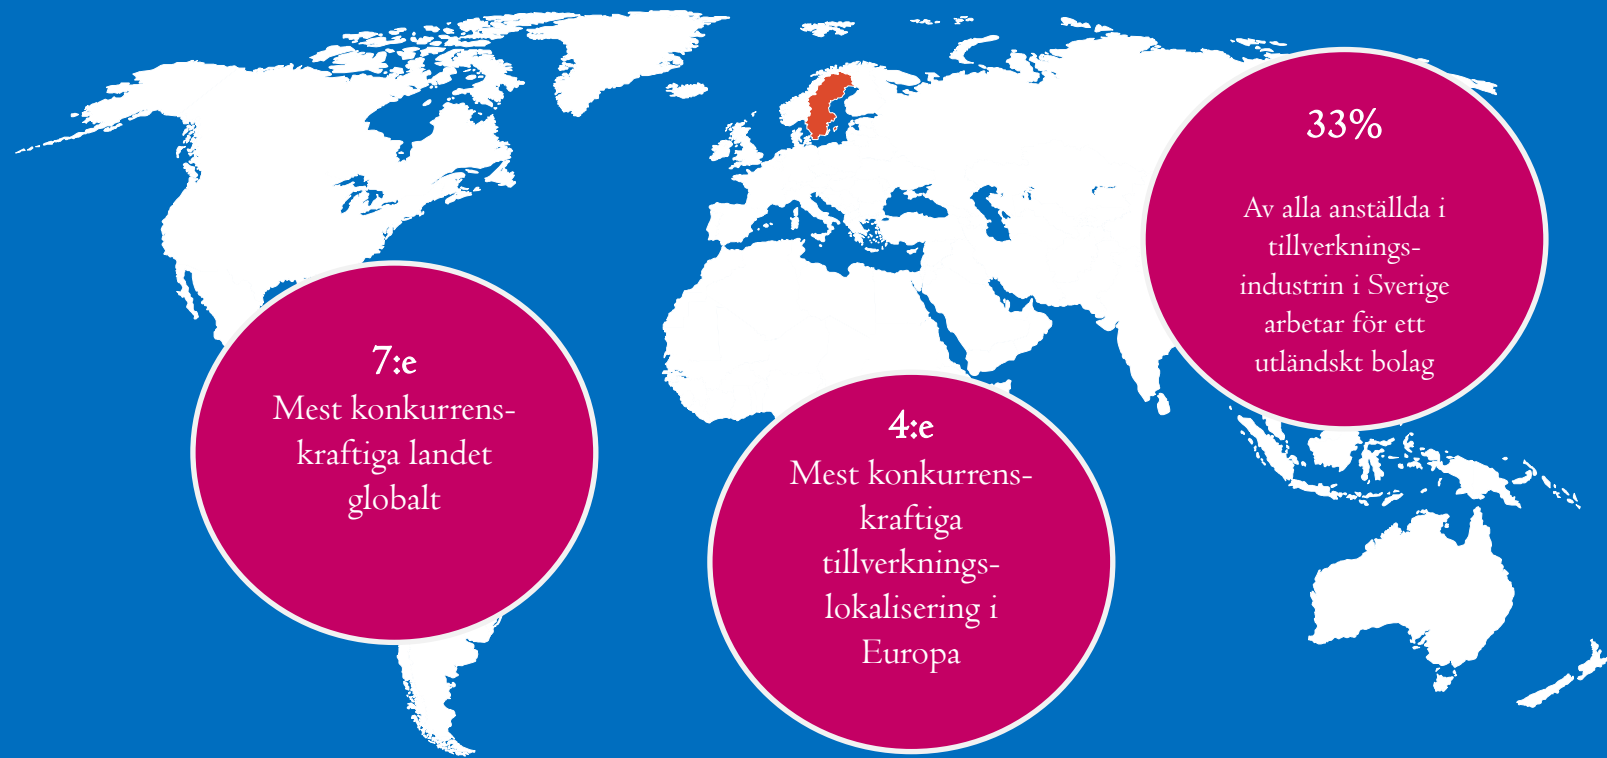 7:e
Mest konkurrens-
kraftiga landet
globalt
4:e
Mest konkurrens-
kraftiga
tillverknings-
lokalisering i
Europa
33%
Av alla anställda i
tillverknings-
industrin i Sverige
arbetar för ett
utländskt bolag